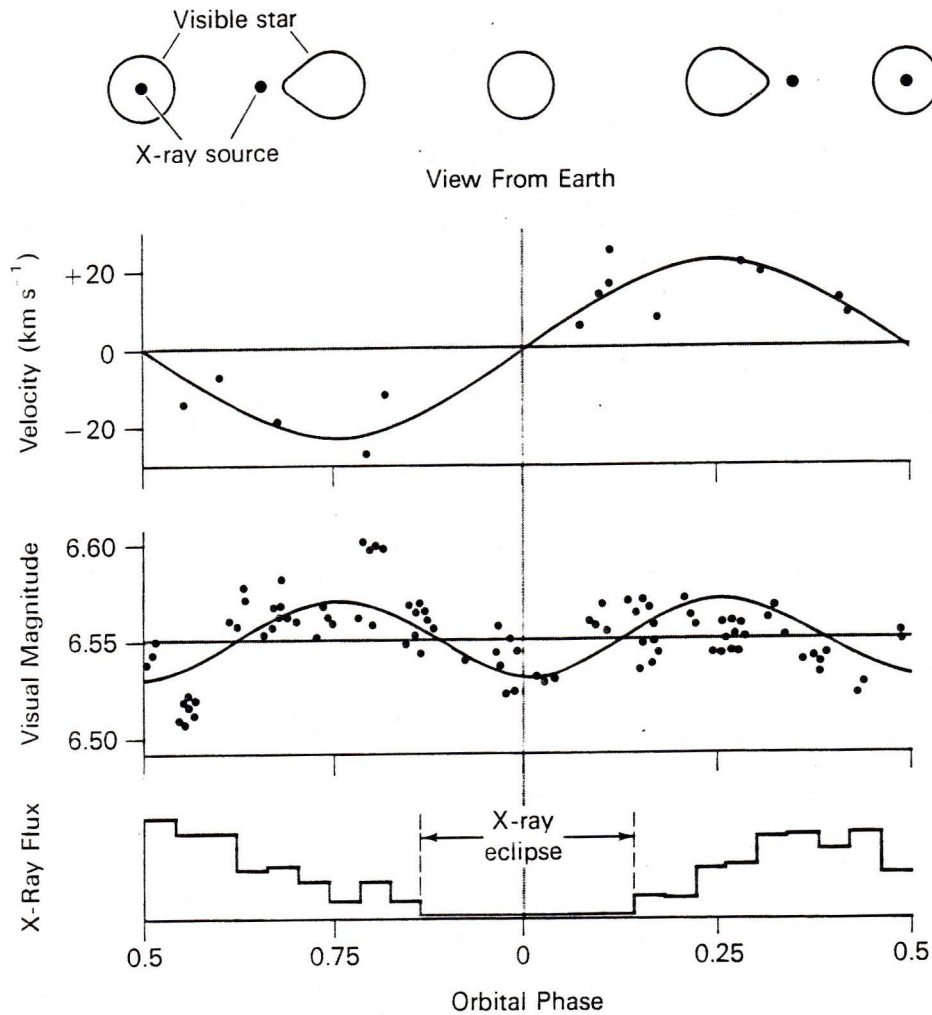 Visible star
X-ray source
View From Earth
Velocity (km s⁻¹)
+20
0
−20
Visual Magnitude
6.60
6.55
6.50
X-Ray Flux
X-ray
eclipse
0.5 0.75 0 0.25 0.5
Orbital Phase